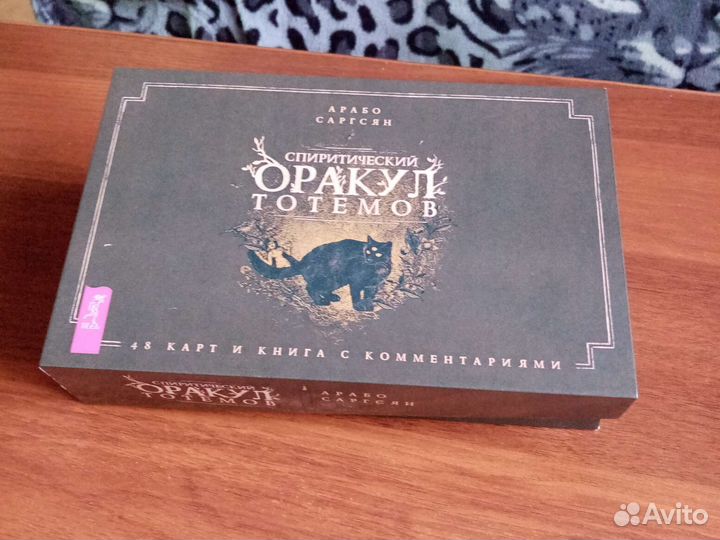 АРАБО
САРГСЯН
СПИРИТИЧЕСКИЙ
ОРАКУЛ
ТОТЕМОВ
48 КАРТ И КНИГА С КОММЕНТАРИЯМИ
СПИРИТИЧЕСКИЙ
ОРАКУЛ
ТОТЕМОВ
АРАБО
САРГСЯН
Avito